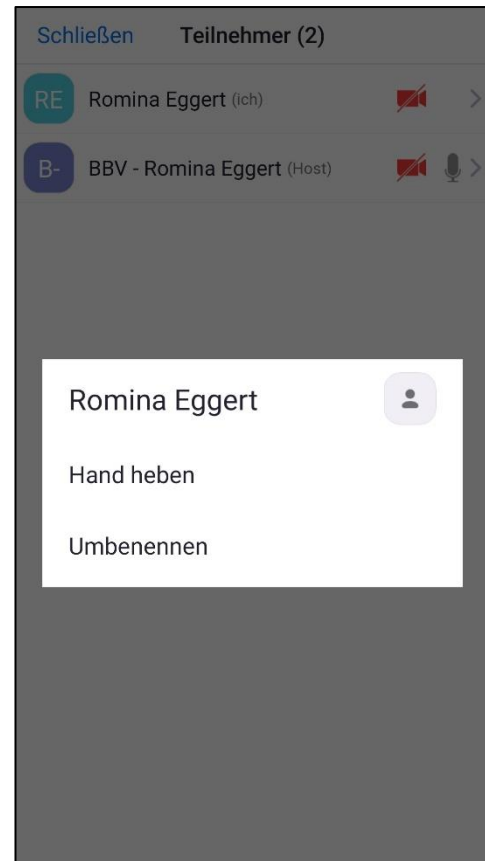 Schließen Teilnehmer (2)
RE Romina Eggert (ich)
B- BBV - Romina Eggert (Host)
Romina Eggert
Hand heben
Umbenennen